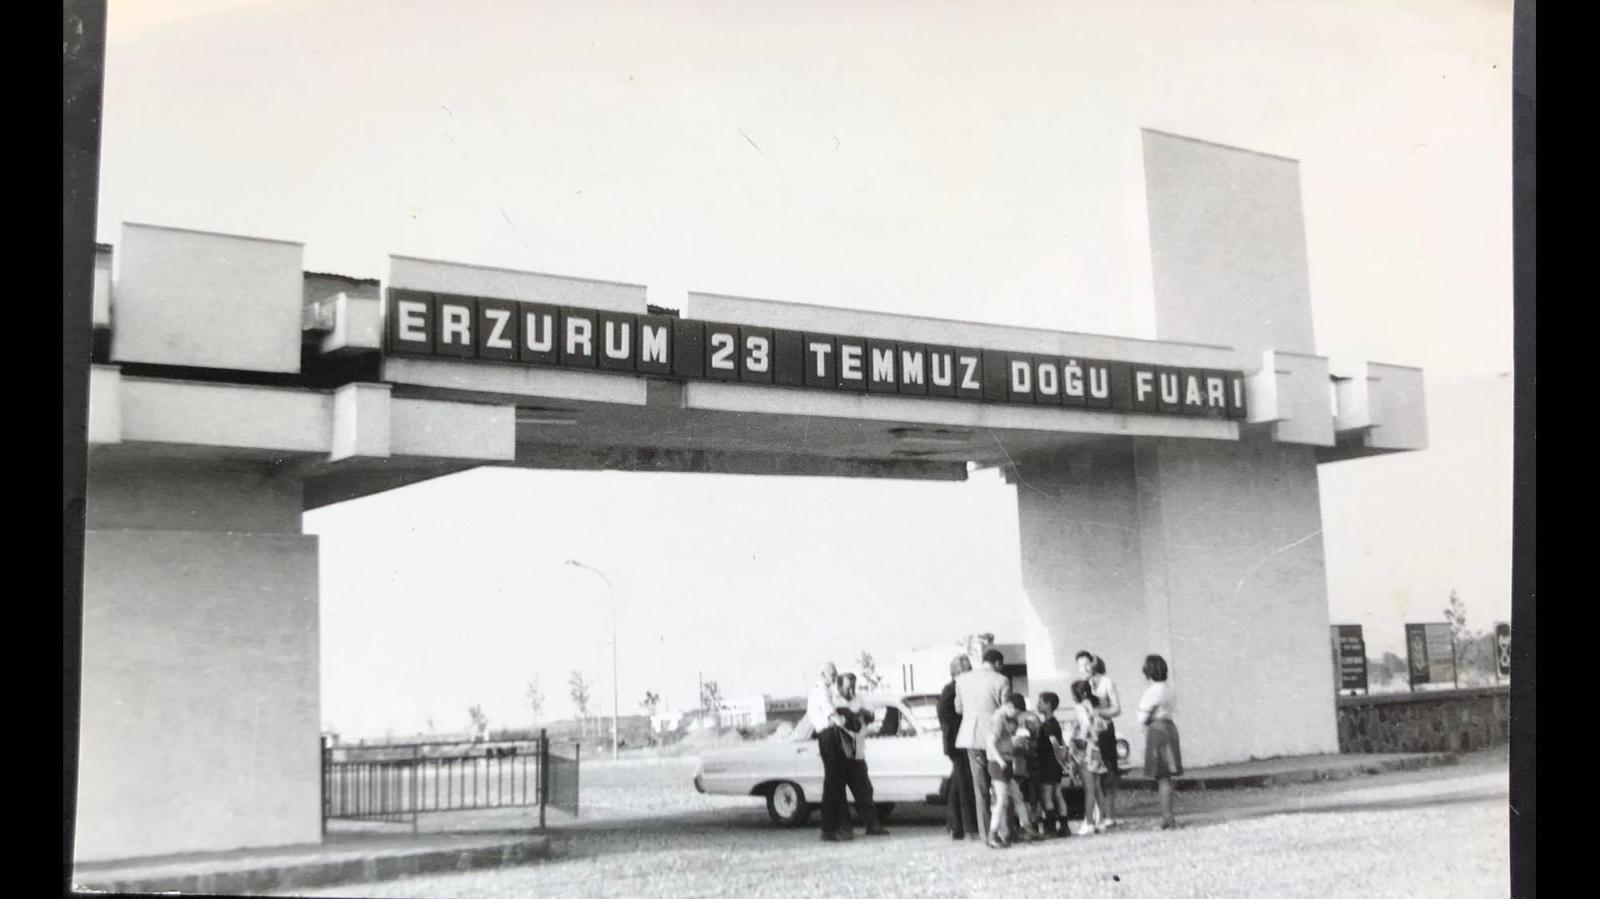 ERZURUM 23 TEMMUZ DOĞU FUARI